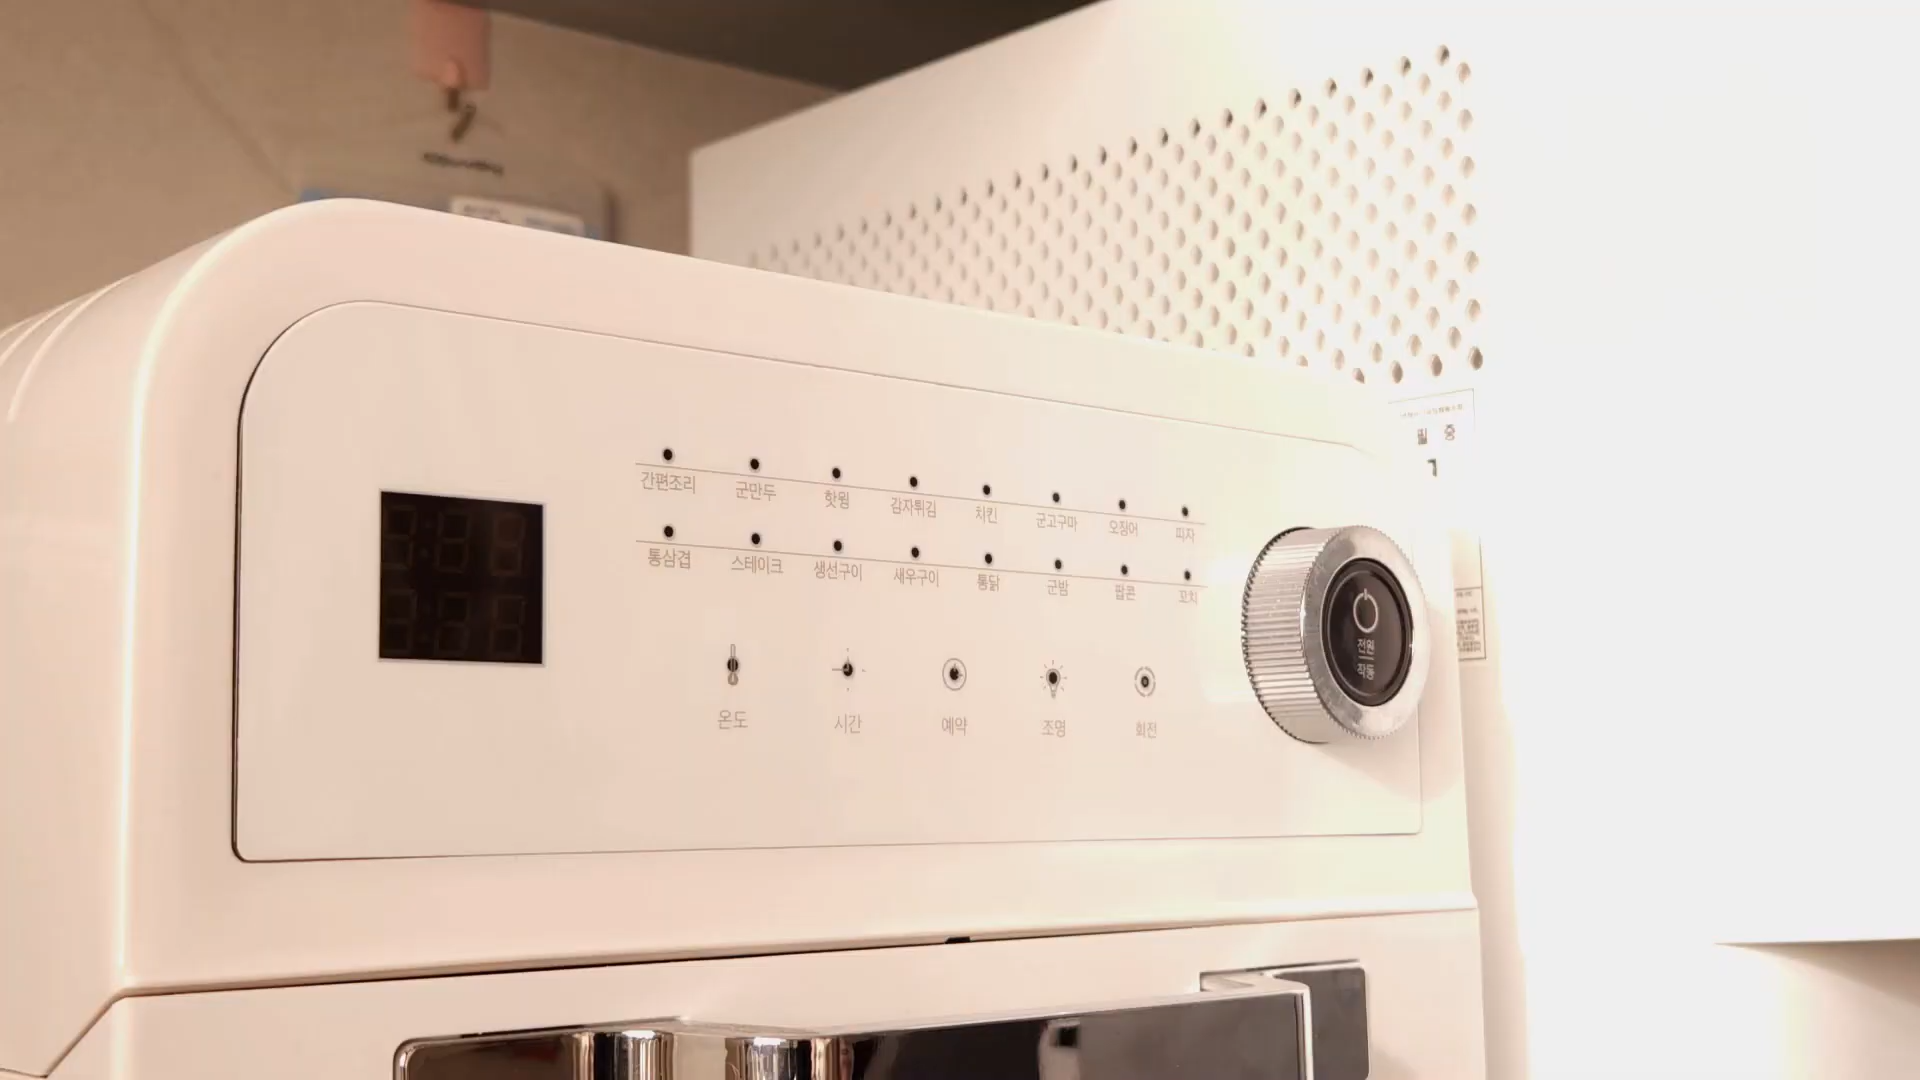 간편조리 군만두 핫윙 감자튀김 치킨 군고구마 오징어 피자
통삼겹 스테이크 생선구이 새우구이 통닭 군밤 팝콘 꼬치
온도 시간 예약 조명 회전
전원
작동
필 증